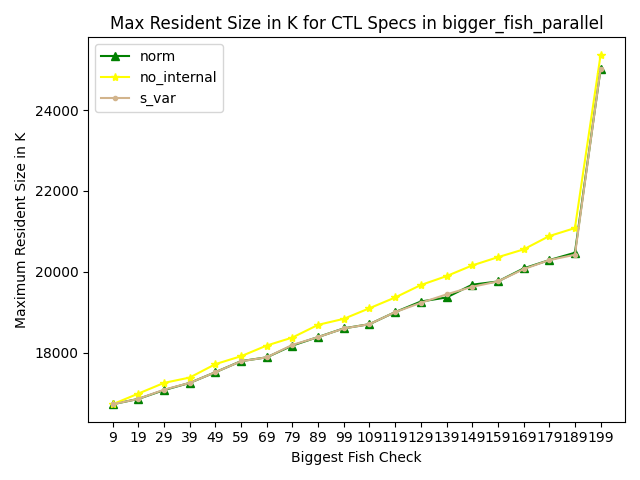 Max Resident Size in K for CTL Specs in bigger_fish_parallel
norm
no_internal
s_var
24000
22000
20000
18000
Maximum Resident Size in K
9 19 29 39 49 59 69 79 89 99 109 119 129 139 149 159 169 179 189 199
Biggest Fish Check